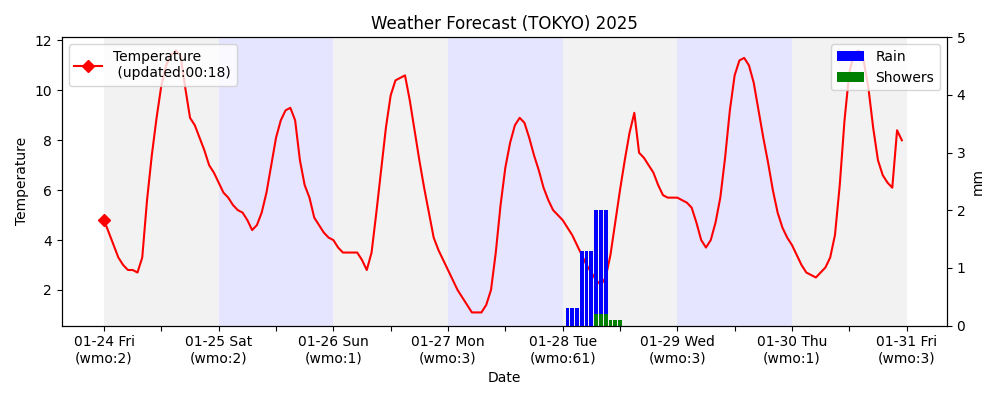 Weather Forecast (TOKYO) 2025
Temperature
(updated:00:18)
Rain
Showers
Temperature
12
10
8
6
4
2
5
4
3
2
1
0
mm
01-24 Fri
(wmo:2)
01-25 Sat
(wmo:2)
01-26 Sun
(wmo:1)
01-27 Mon
(wmo:3)
01-28 Tue
(wmo:61)
01-29 Wed
(wmo:3)
01-30 Thu
(wmo:1)
01-31 Fri
(wmo:3)
Date